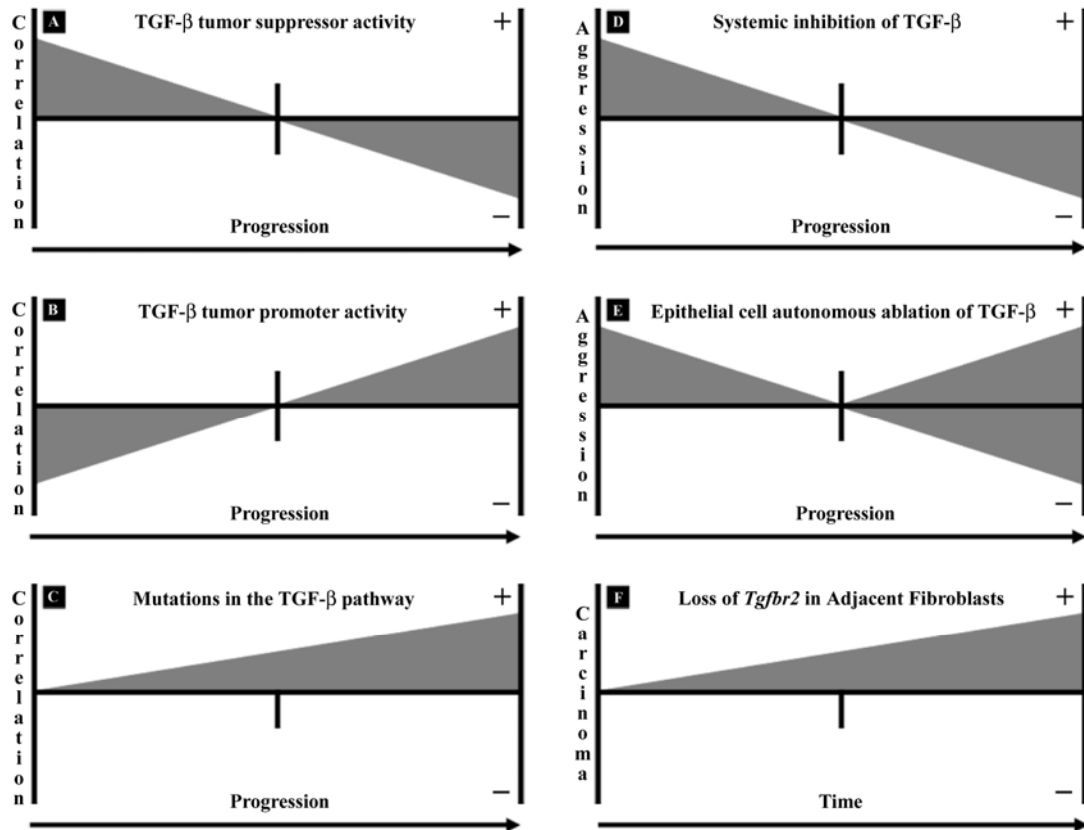 A TGF-β tumor suppressor activity +
Correlation
−
Progression
B TGF-β tumor promoter activity +
Correlation
−
Progression
C Mutations in the TGF-β pathway +
Correlation
−
Progression
D Systemic inhibition of TGF-β +
Aggression
−
Progression
E Epithelial cell autonomous ablation of TGF-β +
Aggression
−
Progression
F Loss of Tgfbr2 in Adjacent Fibroblasts +
Carcinoma
−
Time